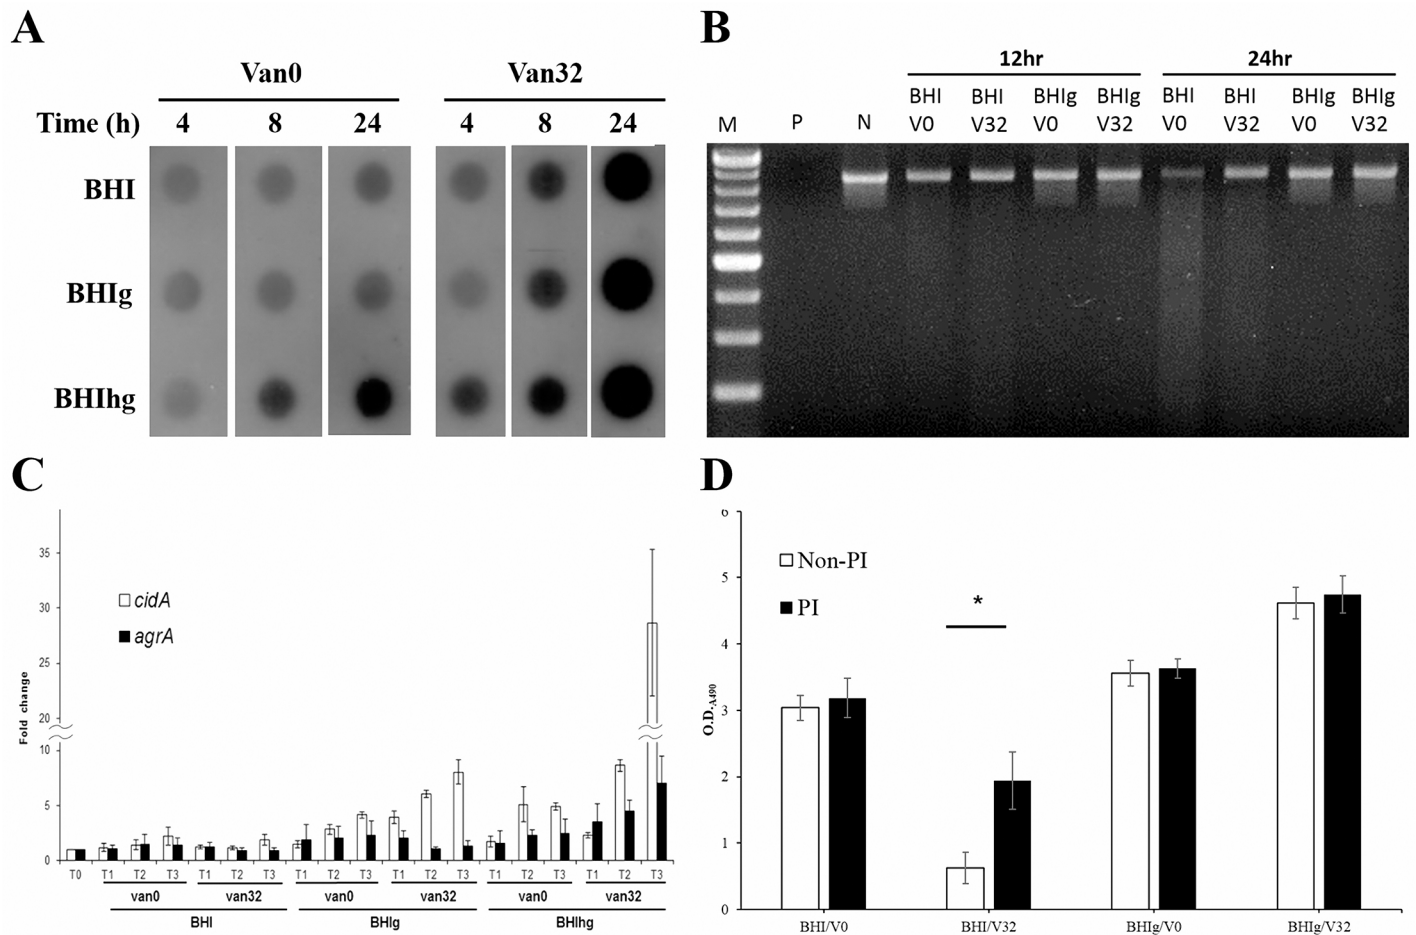 A
Van0 Van32
Time (h) 4 8 24 4 8 24
BHI
BHIg
BHIhg
B
12hr 24hr
BHI BHI BHIg BHIg BHI BHI BHIg BHIg
M P N V0 V32 V0 V32 V0 V32 V0 V32
C
Fold change
35
30
25
20
10
5
0
cidA
agrA
T0 T1 T2 T3 T1 T2 T3 T1 T2 T3 T1 T2 T3 T1 T2 T3 T1 T2 T3
van0 van32 van0 van32 van0 van32
BHI BHIg BHIhg
D
O.D.A490
6
5
4
3
2
1
0
Non-PI
PI
*
BHI/V0 BHI/V32 BHIg/V0 BHIg/V32